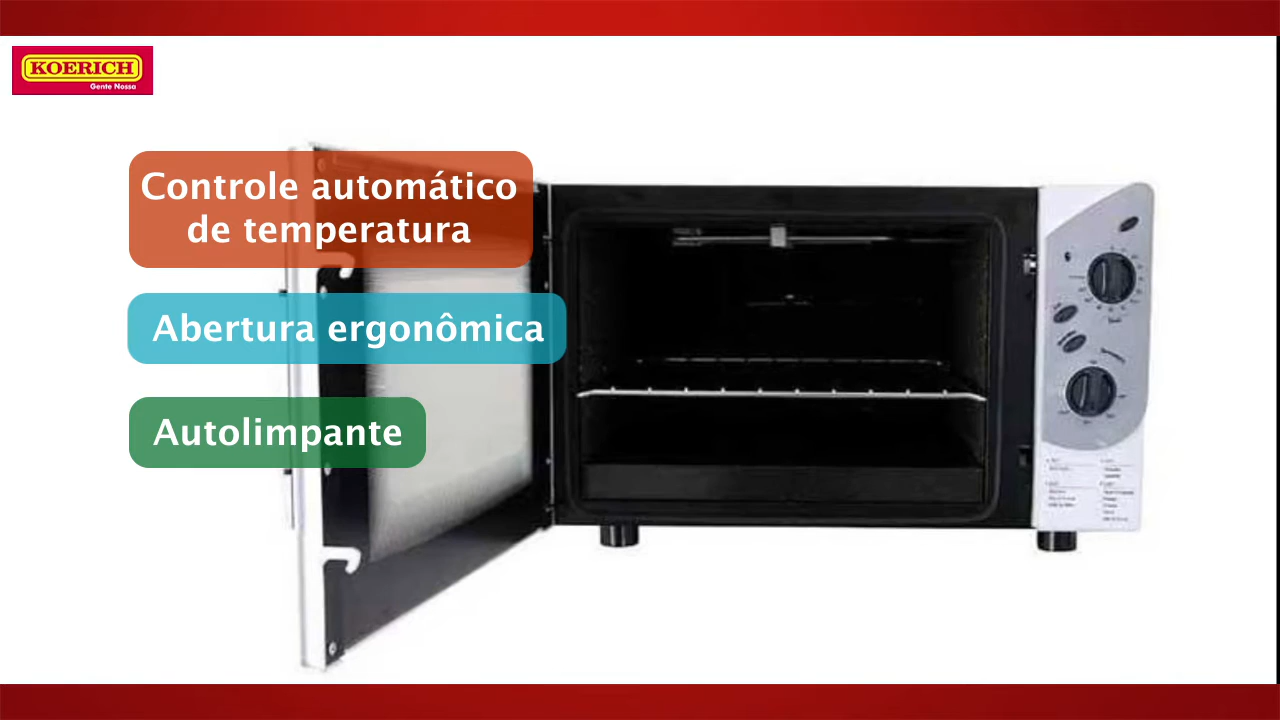 KOERICH
Gente Nossa
Controle automático
de temperatura
Abertura ergonômica
Autolimpante